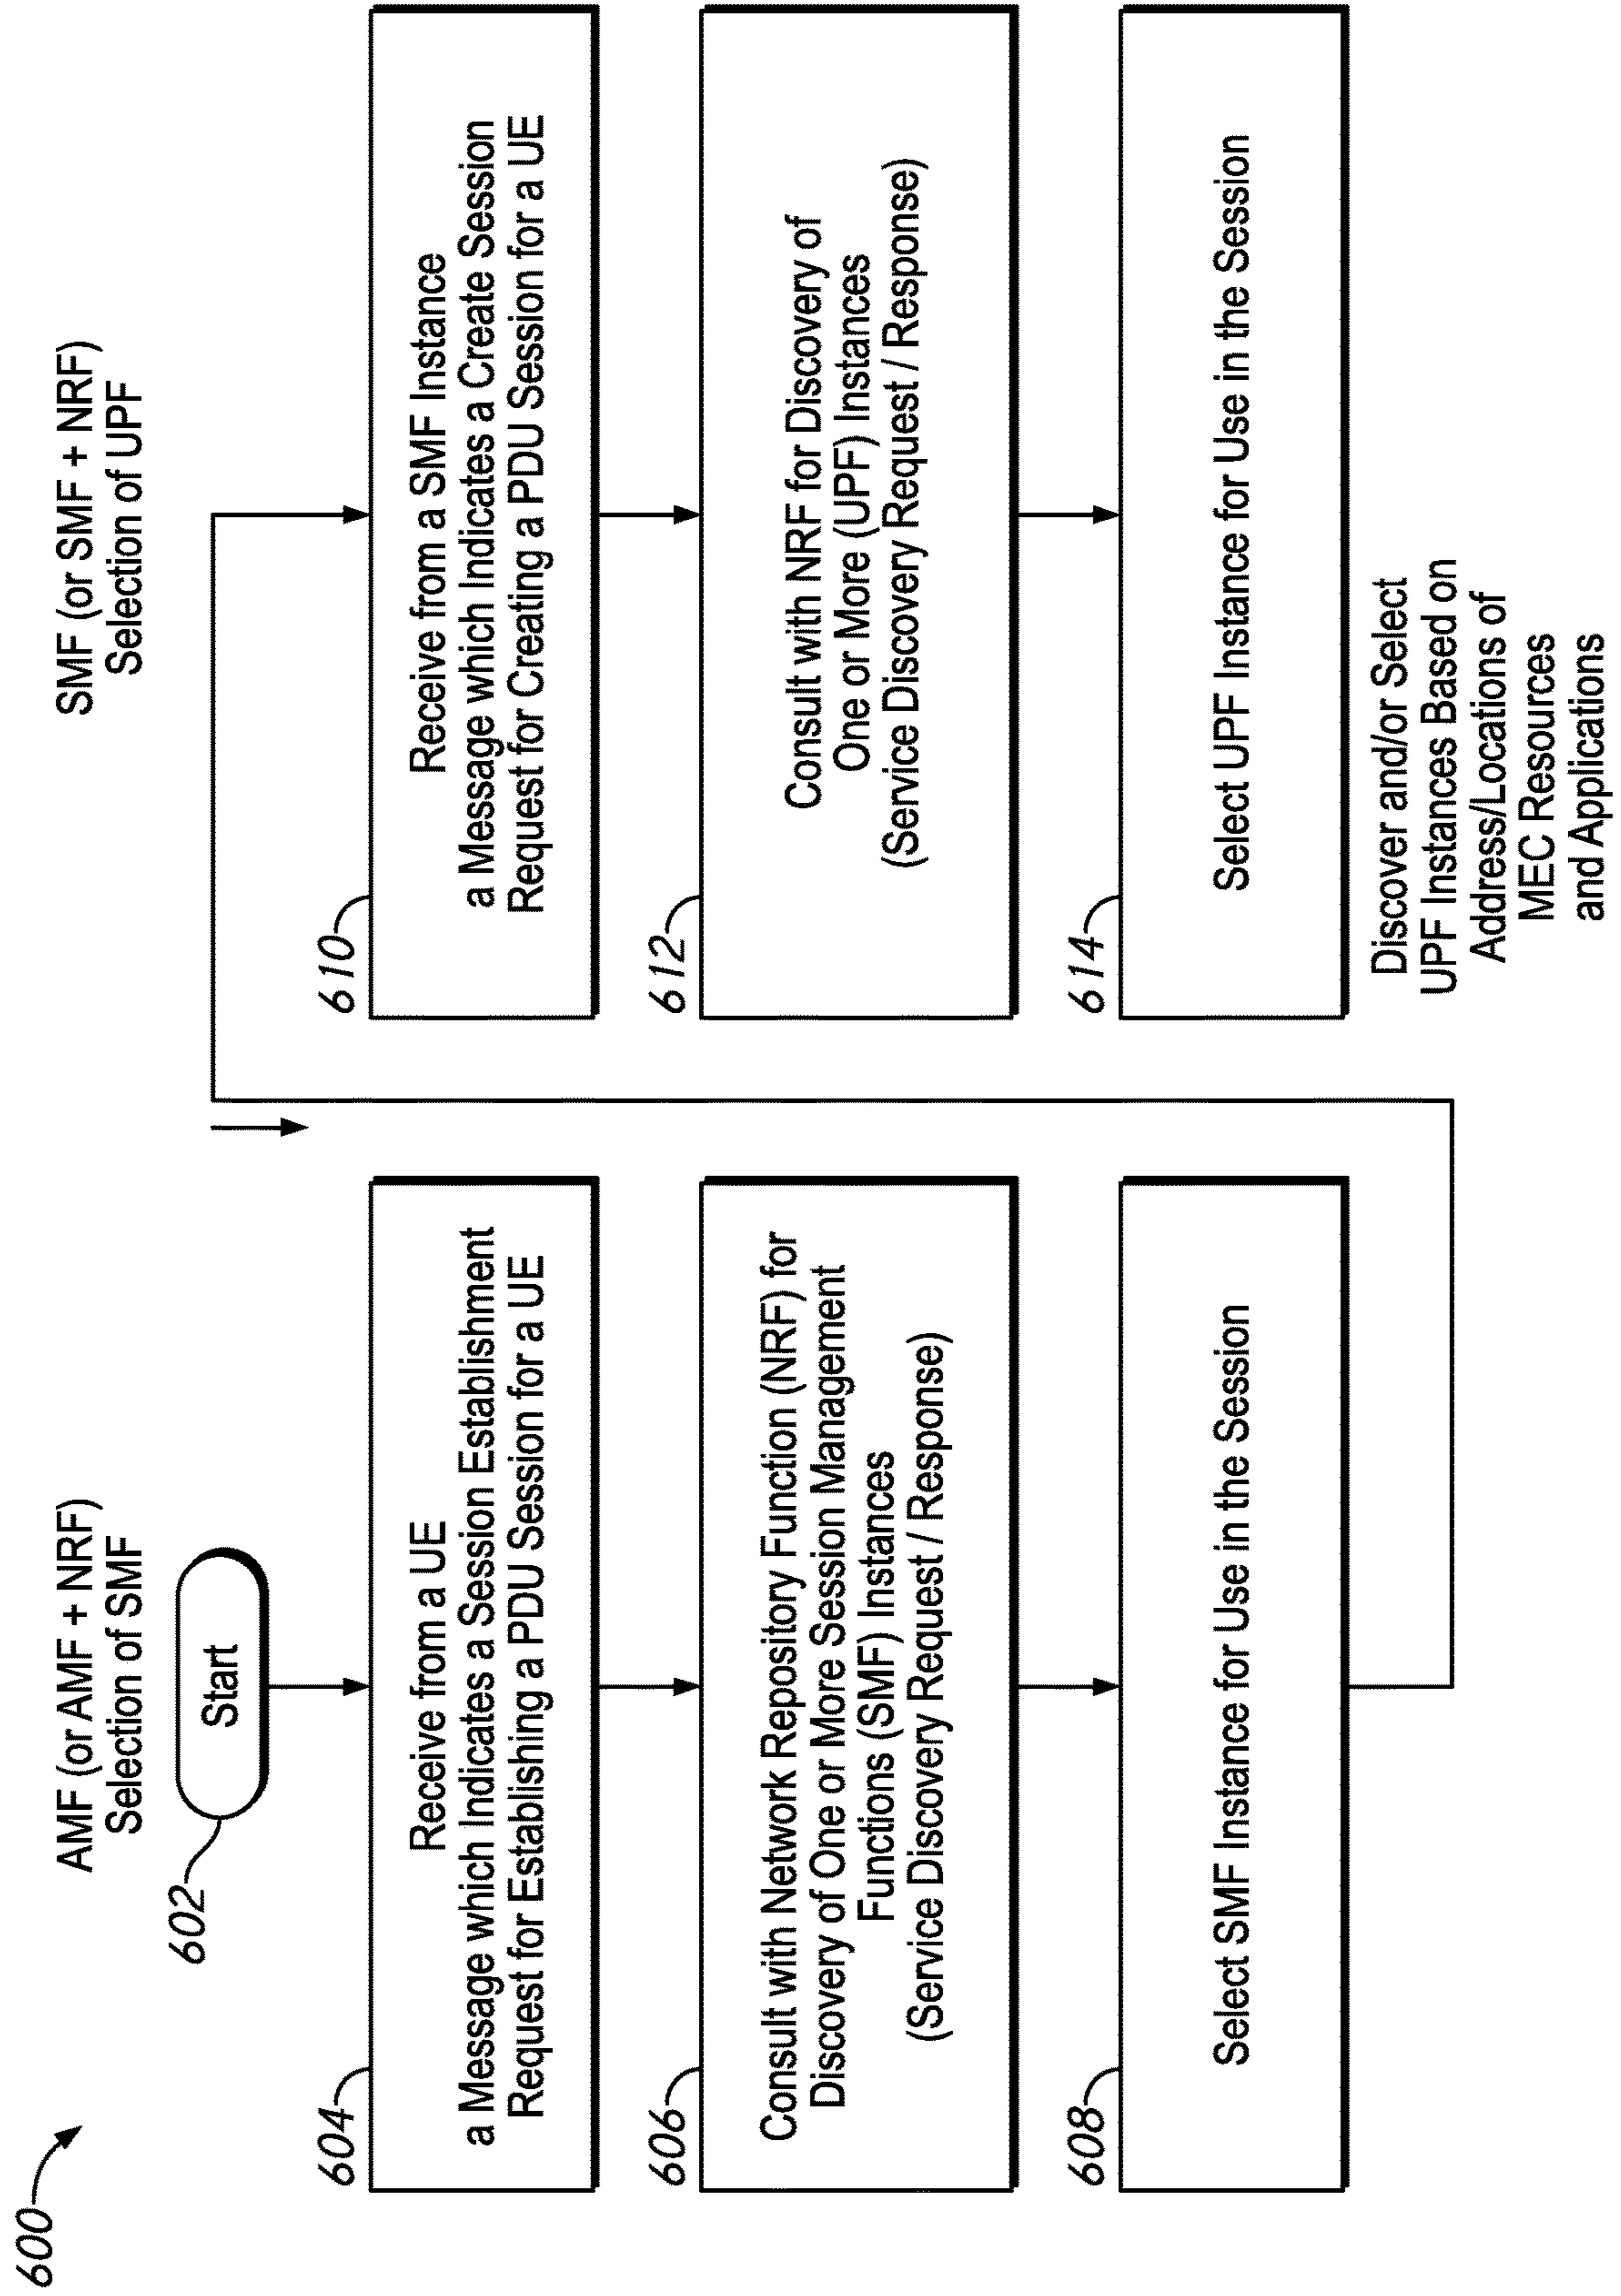 600
AMF (or AMF + NRF)
Selection of SMF
602
Start
604
Receive from a UE
a Message which Indicates a Session Establishment
Request for Establishing a PDU Session for a UE
606
Consult with Network Repository Function (NRF) for
Discovery of One or More Session Management
Functions (SMF) Instances
(Service Discovery Request / Response)
608
Select SMF Instance for Use in the Session
SMF (or SMF + NRF)
Selection of UPF
610
Receive from a SMF Instance
a Message which Indicates a Create Session
Request for Creating a PDU Session for a UE
612
Consult with NRF for Discovery of
One or More (UPF) Instances
(Service Discovery Request / Response)
614
Select UPF Instance for Use in the Session
Discover and/or Select
UPF Instances Based on
Address/Locations of
MEC Resources
and Applications